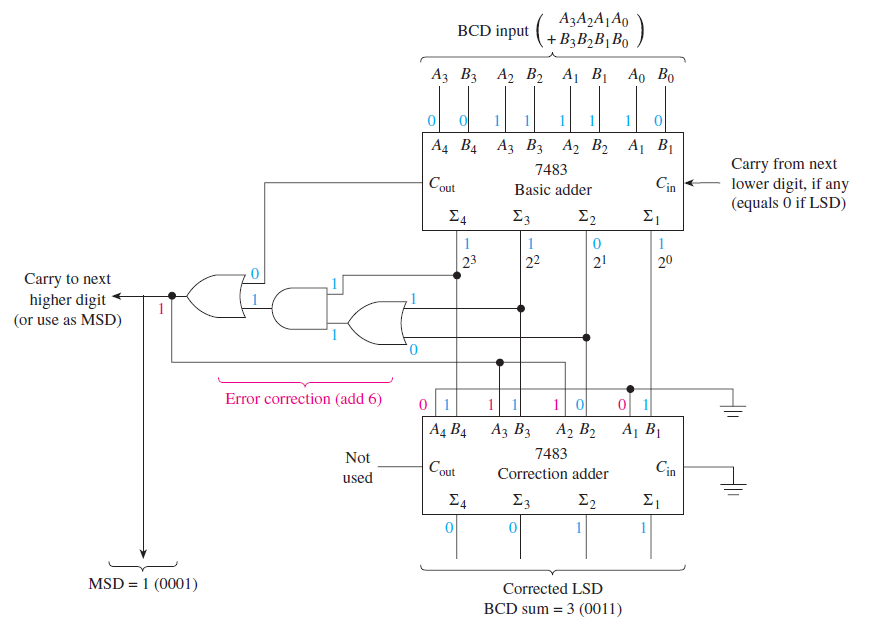 BCD input ( A₃A₂A₁A₀
+ B₃B₂B₁B₀ )
A₃ B₃ A₂ B₂ A₁ B₁ A₀ B₀
0 0 1 1 1 1 1 0
A₄ B₄ A₃ B₃ A₂ B₂ A₁ B₁
7483
Basic adder
Cout
Cin
Σ₄ Σ₃ Σ₂ Σ₁
Carry from next
lower digit, if any
(equals 0 if LSD)
1 1 0 1
2³ 2² 2¹ 2⁰
Carry to next
higher digit
(or use as MSD)
1
0
1
1
1
1
0
Error correction (add 6)
0 1 1 1 1 0 0 1
A₄ B₄ A₃ B₃ A₂ B₂ A₁ B₁
7483
Correction adder
Cout
Cin
Σ₄ Σ₃ Σ₂ Σ₁
Not
used
0 0 1 1
MSD = 1 (0001)
Corrected LSD
BCD sum = 3 (0011)